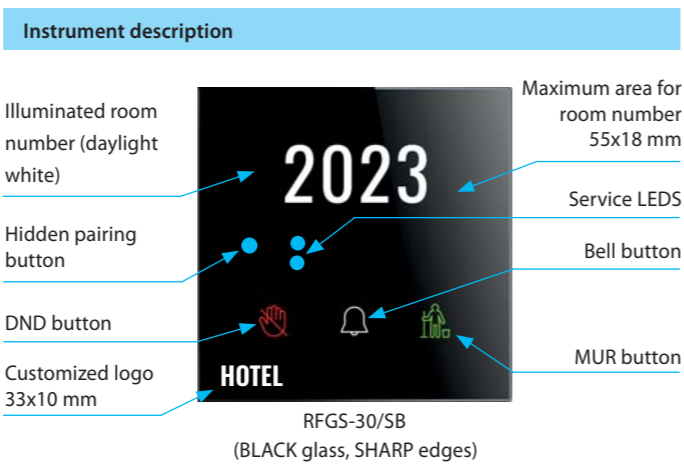 Instrument description
Illuminated room
number (daylight
white)
Maximum area for
room number
55x18 mm
2023
Service LEDS
Hidden pairing
button
Bell button
DND button
MUR button
Customized logo
33x10 mm
HOTEL
RFGS-30/SB
(BLACK glass, SHARP edges)